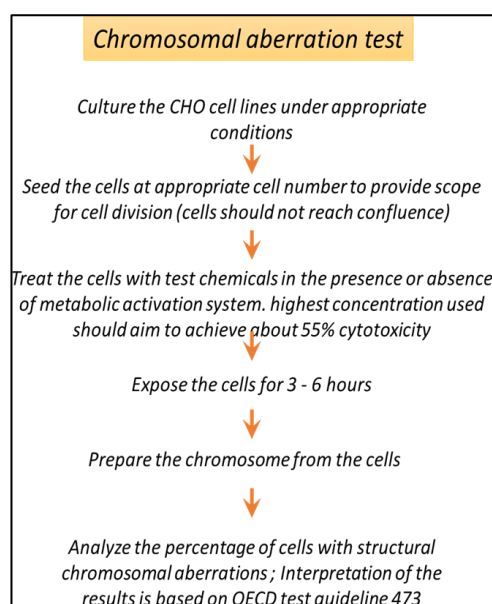 Chromosomal aberration test
Culture the CHO cell lines under appropriate
conditions
Seed the cells at appropriate cell number to provide scope
for cell division (cells should not reach confluence)
Treat the cells with test chemicals in the presence or absence
of metabolic activation system. highest concentration used
should aim to achieve about 55% cytotoxicity
Expose the cells for 3 - 6 hours
Prepare the chromosome from the cells
Analyze the percentage of cells with structural
chromosomal aberrations ; Interpretation of the
results is based on OECD test guideline 473